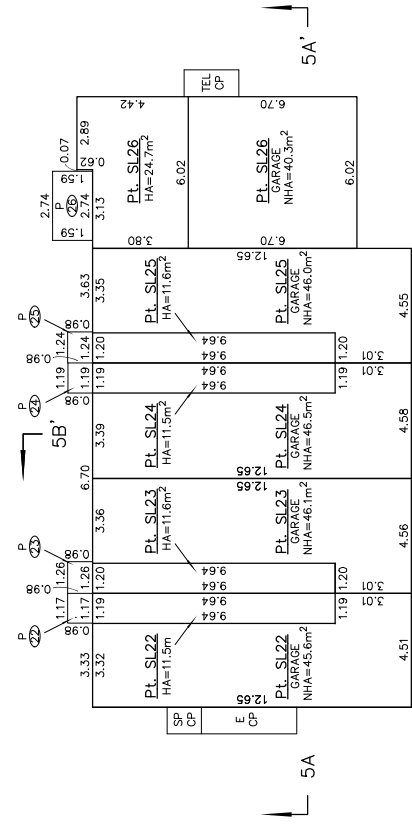 5A'
TEL
CP
4.42
6.70
2.89
0.07
0.62
Pt. SL26
HA=24.7m²
6.02
Pt. SL26
GARAGE
NHA=40.3m²
6.02
2.74
1.59
P
26
2.74
1.59
3.13
3.80
6.70
12.65
3.63
3.35
Pt. SL25
HA=11.6m²
Pt. SL25
GARAGE
NHA=46.0m²
4.55
P
25
0.98
1.24
1.24
1.20
9.64
9.64
1.20
3.01
0.98
1.19
1.19
1.19
9.64
9.64
1.19
3.01
P
24
0.98
5B'
3.39
Pt. SL24
HA=11.5m²
Pt. SL24
GARAGE
NHA=46.5m²
4.58
6.70
12.65
3.36
Pt. SL23
HA=11.6m²
Pt. SL23
GARAGE
NHA=46.1m²
4.56
P
23
0.98
1.26
1.26
1.20
9.64
9.64
1.20
3.01
0.98
1.17
1.17
1.19
9.64
9.64
1.19
3.01
P
22
0.98
3.33
3.32
Pt. SL22
HA=11.5m
Pt. SL22
GARAGE
NHA=45.6m²
4.51
12.65
SP
CP
E
CP
5A